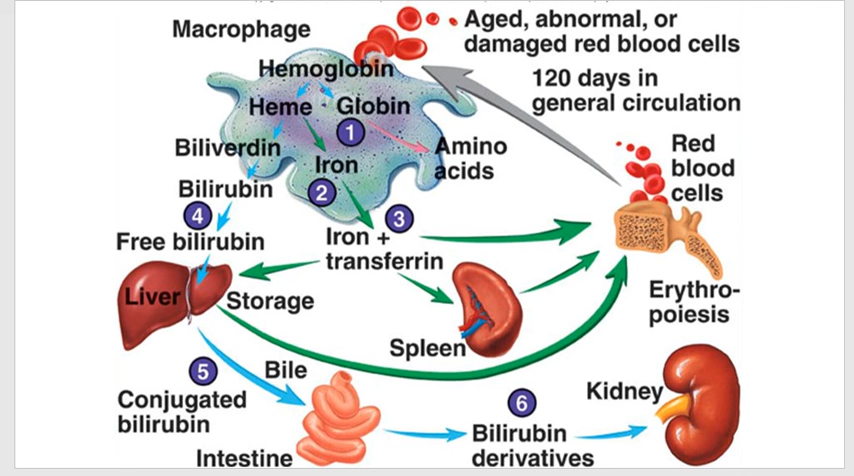 Macrophage
Aged, abnormal, or
damaged red blood cells
Hemoglobin
120 days in
general circulation
Heme
Globin
1
Biliverdin
Amino
acids
Red
blood
cells
Iron
Bilirubin
2
4
3
Free bilirubin
Iron +
transferrin
Liver
Storage
Erythro-
poiesis
Spleen
5
Bile
Conjugated
bilirubin
6
Kidney
Intestine
Bilirubin
derivatives